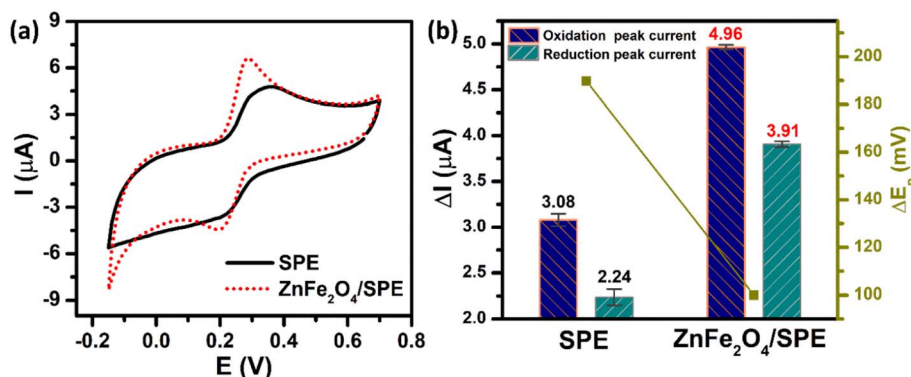 (a)
I (μA)
9
6
3
0
-3
-6
-9
SPE
ZnFe₂O₄/SPE
-0.2 0.0 0.2 0.4 0.6 0.8
E (V)
(b)
Oxidation peak current
Reduction peak current
ΔI (μA)
5.0
4.5
4.0
3.5
3.0
2.5
2.0
3.08
2.24
4.96
3.91
SPE ZnFe₂O₄/SPE
200
180
160
140
120
100
ΔEₚ (mV)